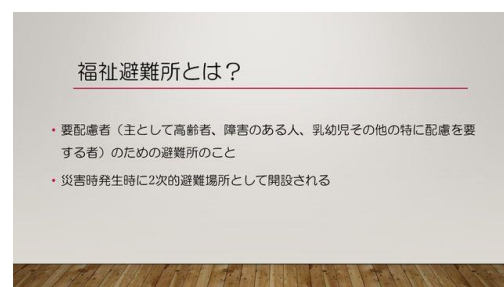 福祉避難所とは？
• 要配慮者（主として高齢者、障害のある人、乳幼児その他の特に配慮を要
する者）のための避難所のこと
• 災害時発生時に2次的避難場所として開設される